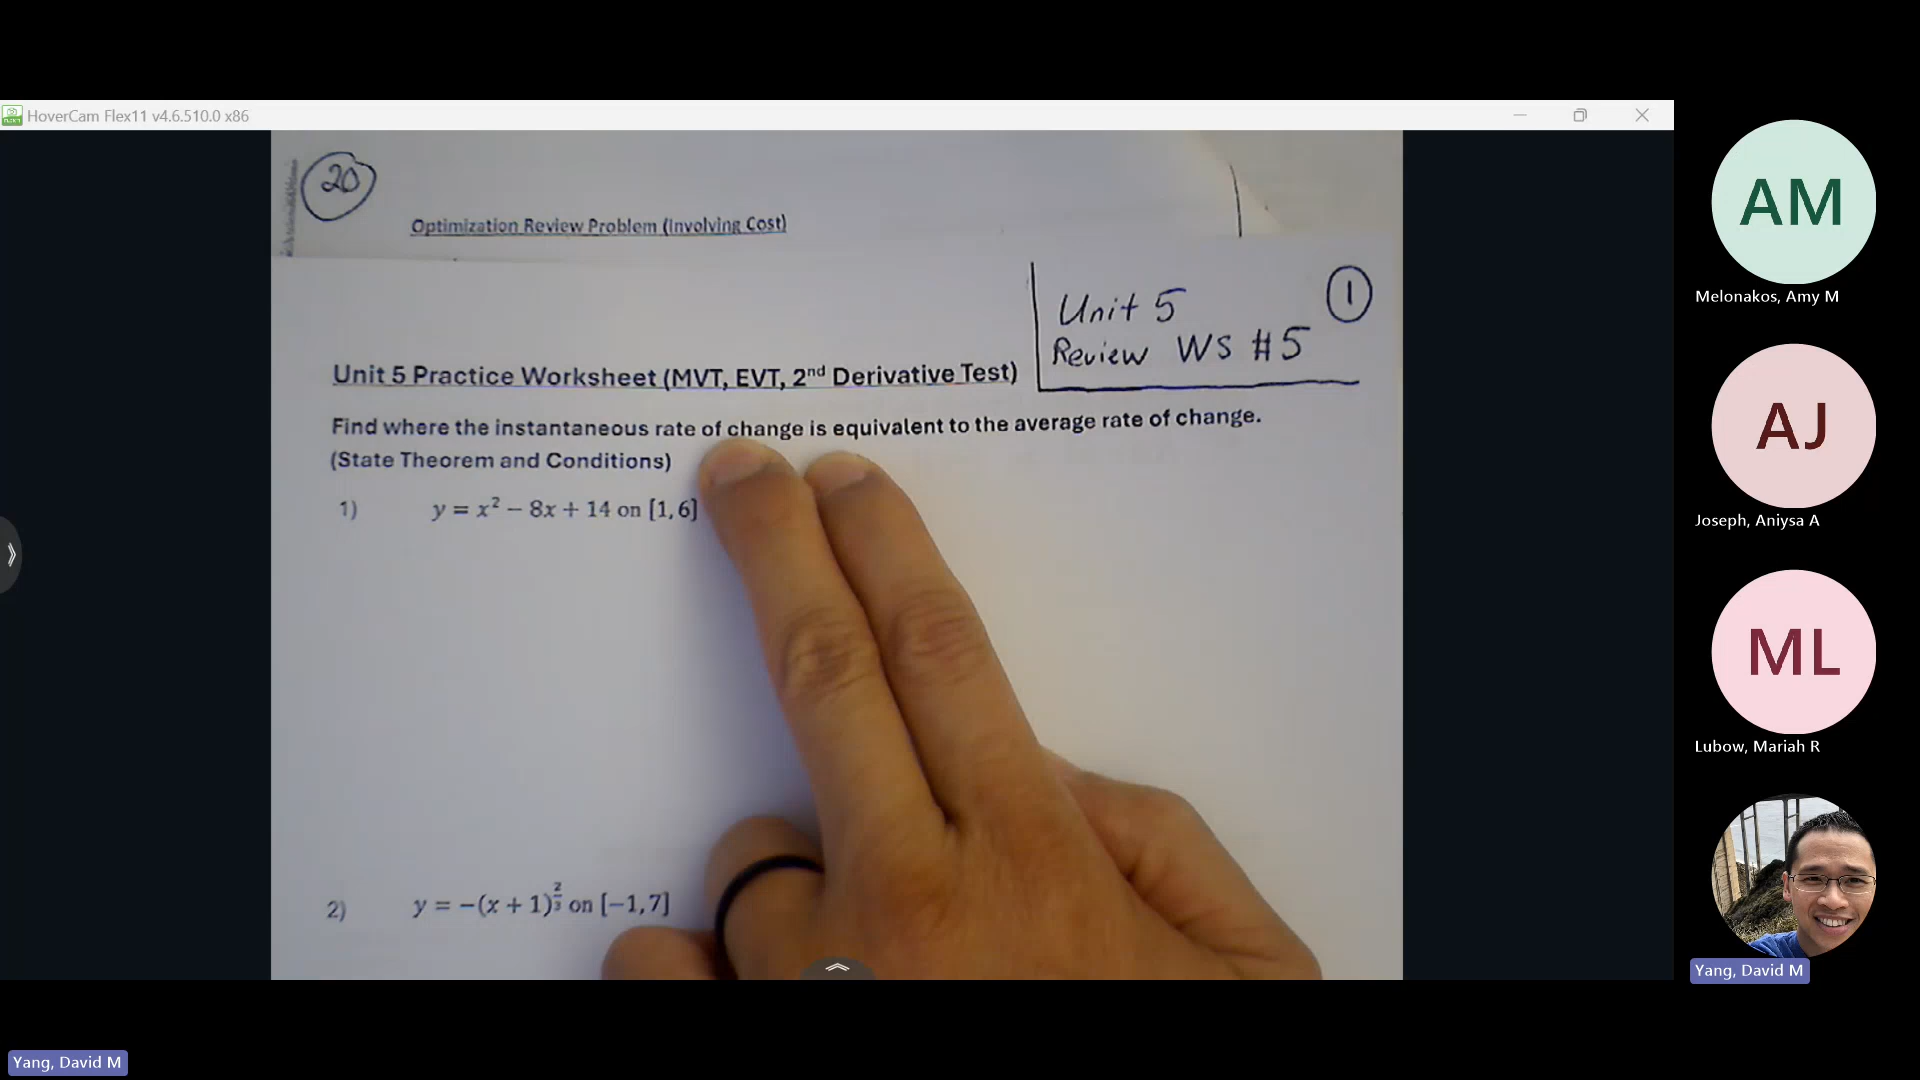 HoverCam Flex11 v4.6.510.0 x86
20
Optimization Review Problem (Involving Cost)
Unit 5
Review WS #5
1
Unit 5 Practice Worksheet (MVT, EVT, 2nd Derivative Test)
Find where the instantaneous rate of change is equivalent to the average rate of change.
(State Theorem and Conditions)
1) y = x² − 8x + 14 on [1, 6]
2) y = −(x + 1)^(2/3) on [−1, 7]
AM
Melonakos, Amy M
AJ
Joseph, Aniysa A
ML
Lubow, Mariah R
Yang, David M
Yang, David M